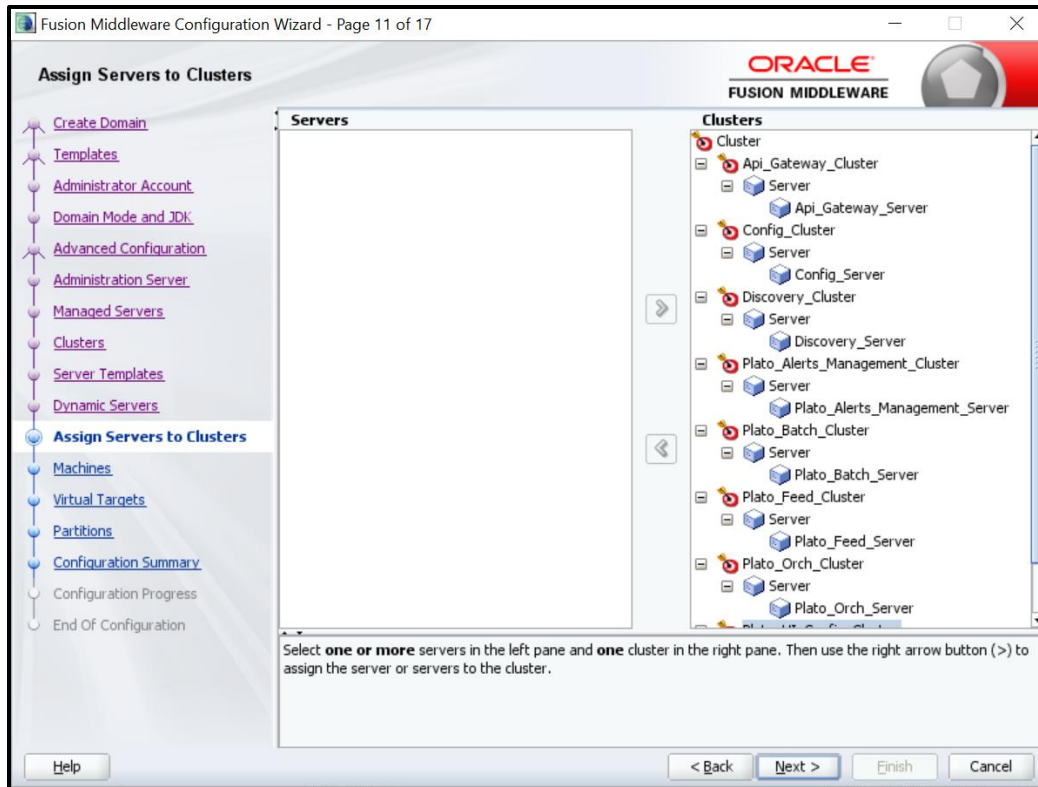 Fusion Middleware Configuration Wizard - Page 11 of 17
Assign Servers to Clusters
ORACLE
FUSION MIDDLEWARE
Create Domain
Templates
Administrator Account
Domain Mode and JDK
Advanced Configuration
Administration Server
Managed Servers
Clusters
Server Templates
Dynamic Servers
Assign Servers to Clusters
Machines
Virtual Targets
Partitions
Configuration Summary
Configuration Progress
End Of Configuration
Servers
Clusters
Cluster
Api_Gateway_Cluster
Server
Api_Gateway_Server
Config_Cluster
Server
Config_Server
Discovery_Cluster
Server
Discovery_Server
Plato_Alerts_Management_Cluster
Server
Plato_Alerts_Management_Server
Plato_Batch_Cluster
Server
Plato_Batch_Server
Plato_Feed_Cluster
Server
Plato_Feed_Server
Plato_Orch_Cluster
Server
Plato_Orch_Server
Select one or more servers in the left pane and one cluster in the right pane. Then use the right arrow button (>) to
assign the server or servers to the cluster.
Help
< Back
Next >
Finish
Cancel